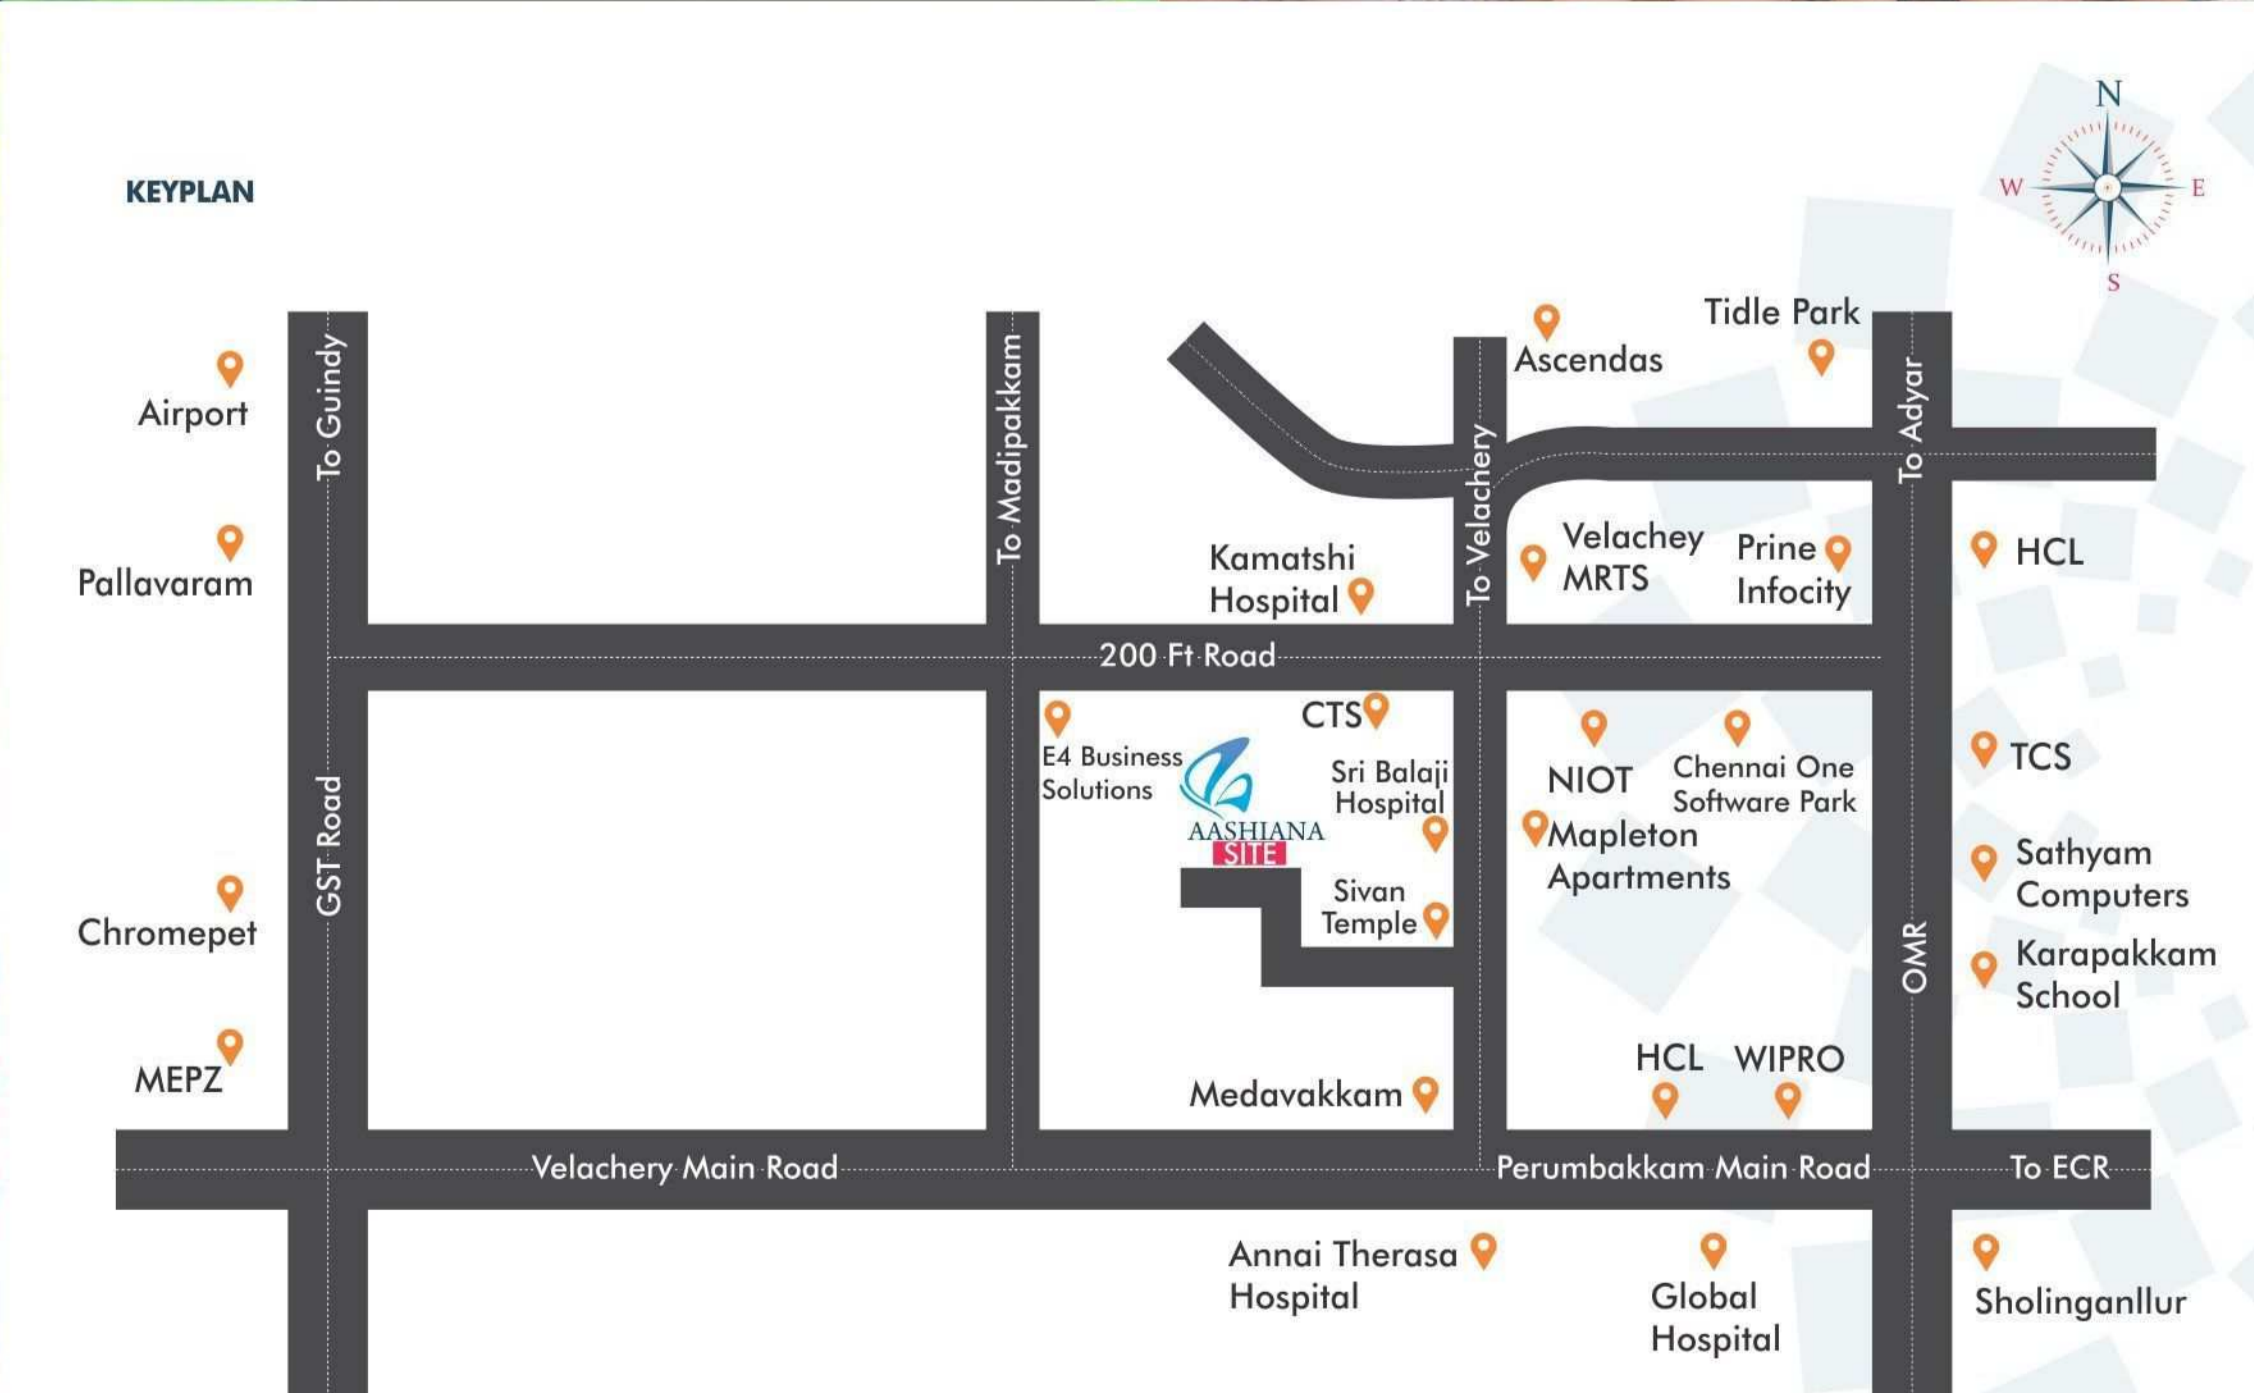 N
W
E
S
KEYPLAN
Tidle Park
Ascendas
Airport
To Guindy
To Madipakkam
To Velachery
To Adyar
Pallavaram
Kamatshi
Hospital
Velachey
MRTS
Prine
Infocity
HCL
200 Ft Road
CTS
E4 Business
Solutions
Sri Balaji
Hospital
NIOT
Chennai One
Software Park
TCS
AASHIANA
SITE
Mapleton
Apartments
Sathyam
Computers
GST Road
Sivan
Temple
Chromepet
OMR
Karapakkam
School
MEPZ
Medavakkam
HCL
WIPRO
Velachery Main Road
Perumbakkam Main Road
To ECR
Annai Therasa
Hospital
Global
Hospital
Sholinganllur